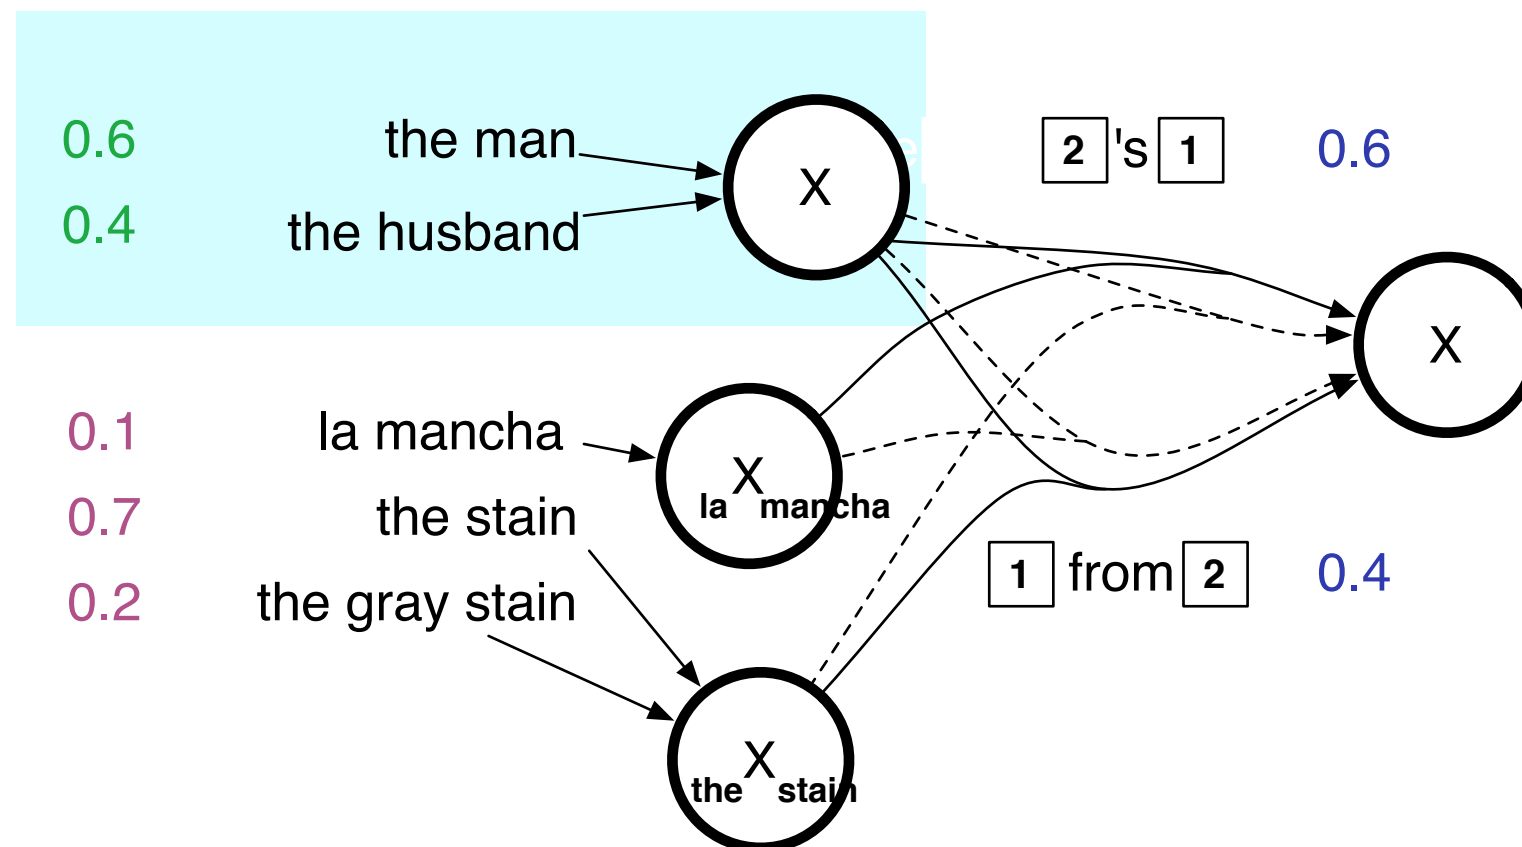 0.6 the man X 2 's 1 0.6
0.4 the husband
X
0.1 la mancha X
la mancha
0.7 the stain
0.2 the gray stain 1 from 2 0.4
X
the stain